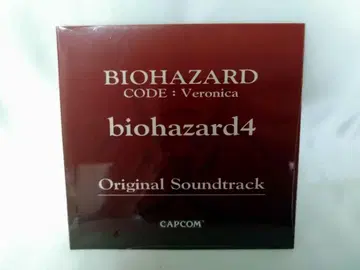 BIOHAZARD
CODE : Veronica
biohazard4
Original Soundtrack
CAPCOM